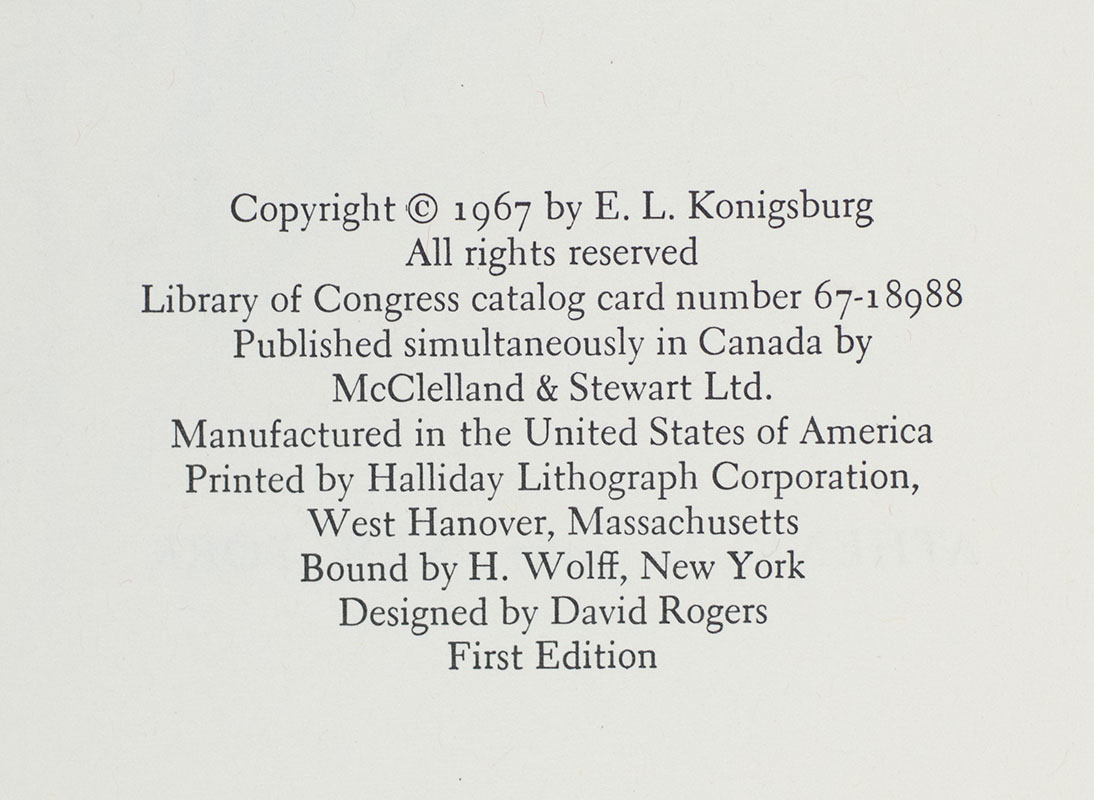 Copyright © 1967 by E. L. Konigsburg
All rights reserved
Library of Congress catalog card number 67-18988
Published simultaneously in Canada by
McClelland & Stewart Ltd.
Manufactured in the United States of America
Printed by Halliday Lithograph Corporation,
West Hanover, Massachusetts
Bound by H. Wolff, New York
Designed by David Rogers
First Edition